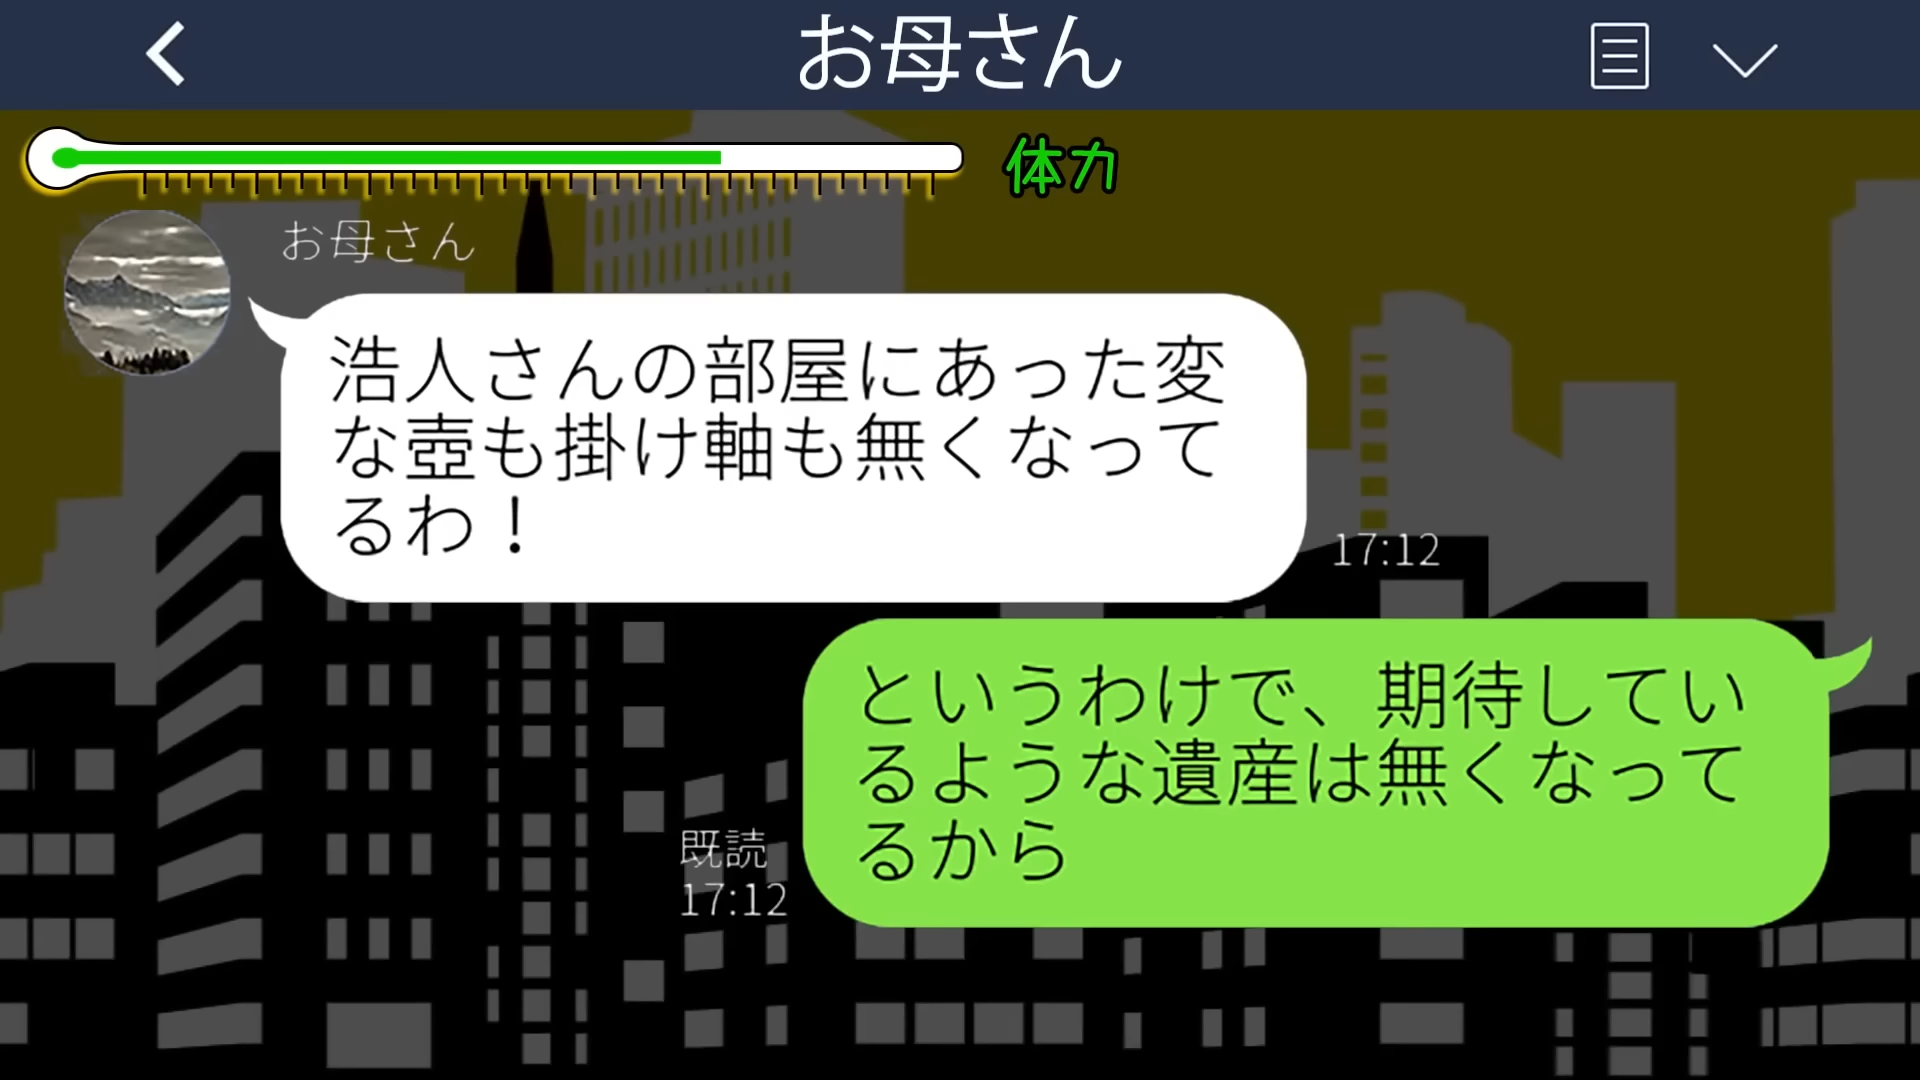 お母さん
体力
お母さん
浩人さんの部屋にあった変
な壺も掛け軸も無くなって
るわ！
17:12
というわけで、期待してい
るような遺産は無くなって
るから
既読
17:12